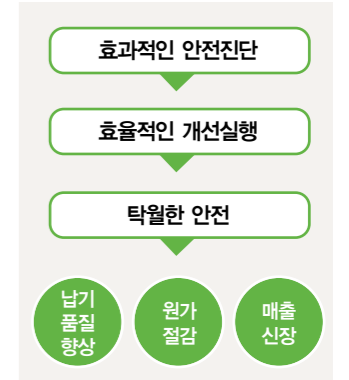 효과적인 안전진단
효율적인 개선실행
탁월한 안전
납기
품질
향상
원가
절감
매출
신장